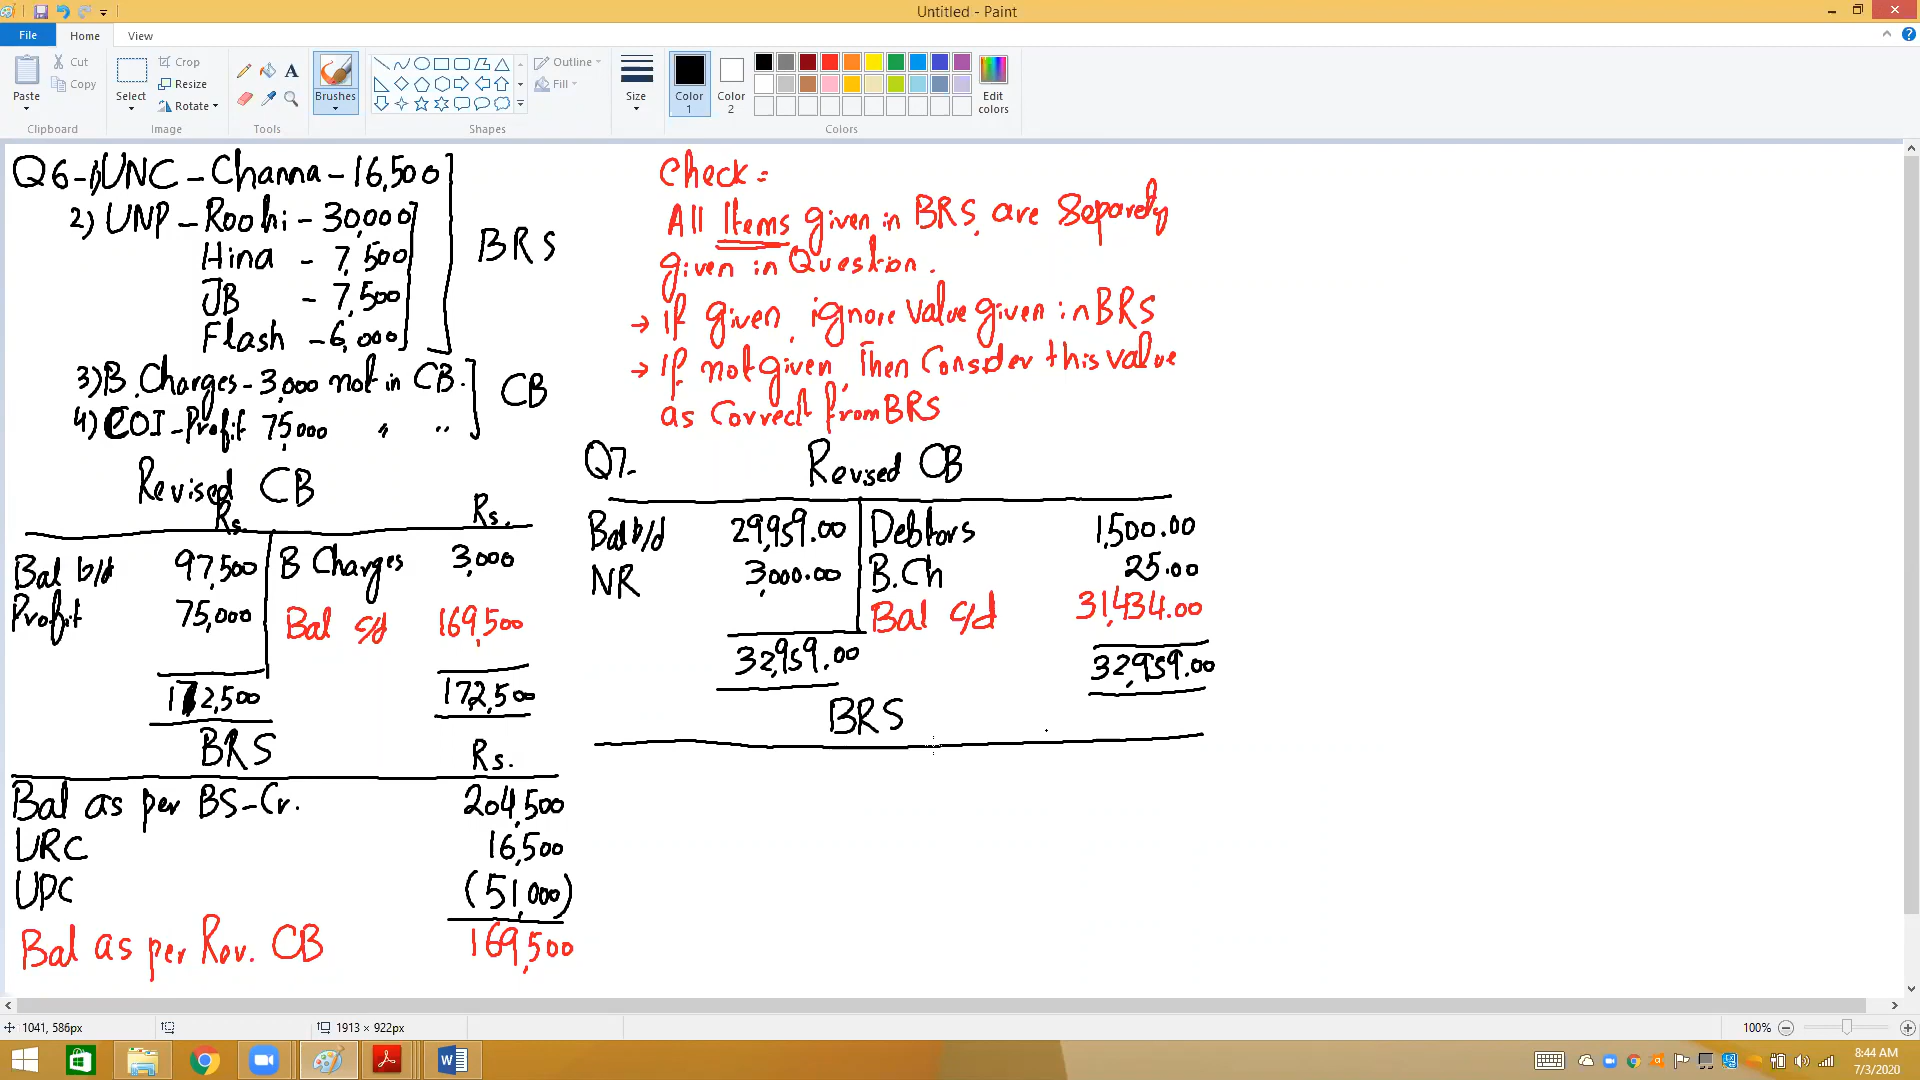 Untitled - Paint
File Home View
Paste Cut Copy Clipboard
Select Crop Resize Rotate Image
Tools
Brushes
Shapes
Outline Fill
Size
Color 1 Color 2
Edit colors
Colors
Q6-1)UNC - Channa - 16,500
2) UNP - Roohi - 30,000
Hina - 7,500
JB - 7,500
Flash - 6,000
BRS
3) B. Charges - 3,000 not in CB.
4) COI - Profit 75,000 " "
CB
Revised CB
Rs. Rs.
Bal b/d 97,500 B Charges 3,000
Profit 75,000 Bal c/d 169,500
172,500 172,500
BRS Rs.
Bal as per BS - Cr. 204,500
URC 16,500
UPC (51,000)
Bal as per Rev. CB 169,500
Check =
All Items given in BRS, are Separetly
given in Question.
→ If given, ignore value given in BRS
→ If not given, Then Consider this value
as Correct from BRS
Q7- Revised CB
Bal b/d 29,959.00 Debtors 1,500.00
NR 3,000.00 B.Ch 25.00
Bal c/d 31,434.00
32,959.00 32,959.00
BRS
1041, 586px 1913 × 922px 100%
8:44 AM
7/3/2020